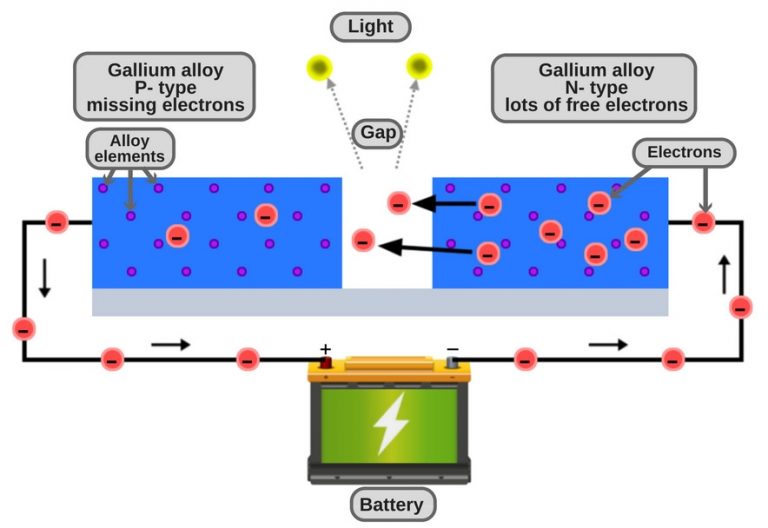 Light
Gallium alloy
P- type
missing electrons
Gallium alloy
N- type
lots of free electrons
Gap
Alloy
elements
Electrons
+
−
Battery